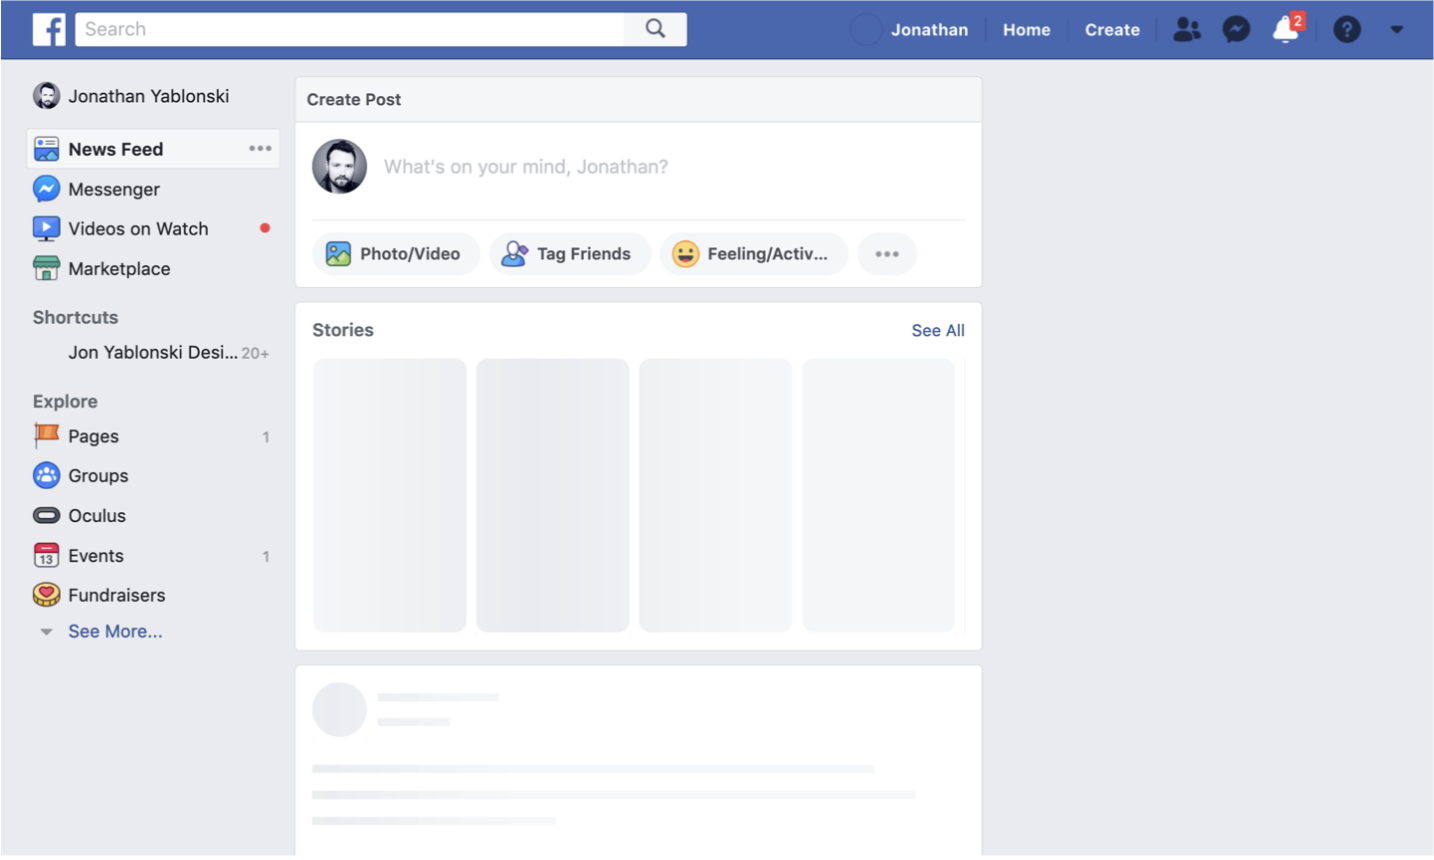 f Search Jonathan Home Create 2 ?
Jonathan Yablonski
News Feed
Messenger
Videos on Watch
Marketplace
Shortcuts
Jon Yablonski Desi... 20+
Explore
Pages 1
Groups
Oculus
13 Events 1
Fundraisers
See More...
Create Post
What's on your mind, Jonathan?
Photo/Video Tag Friends Feeling/Activ...
Stories See All